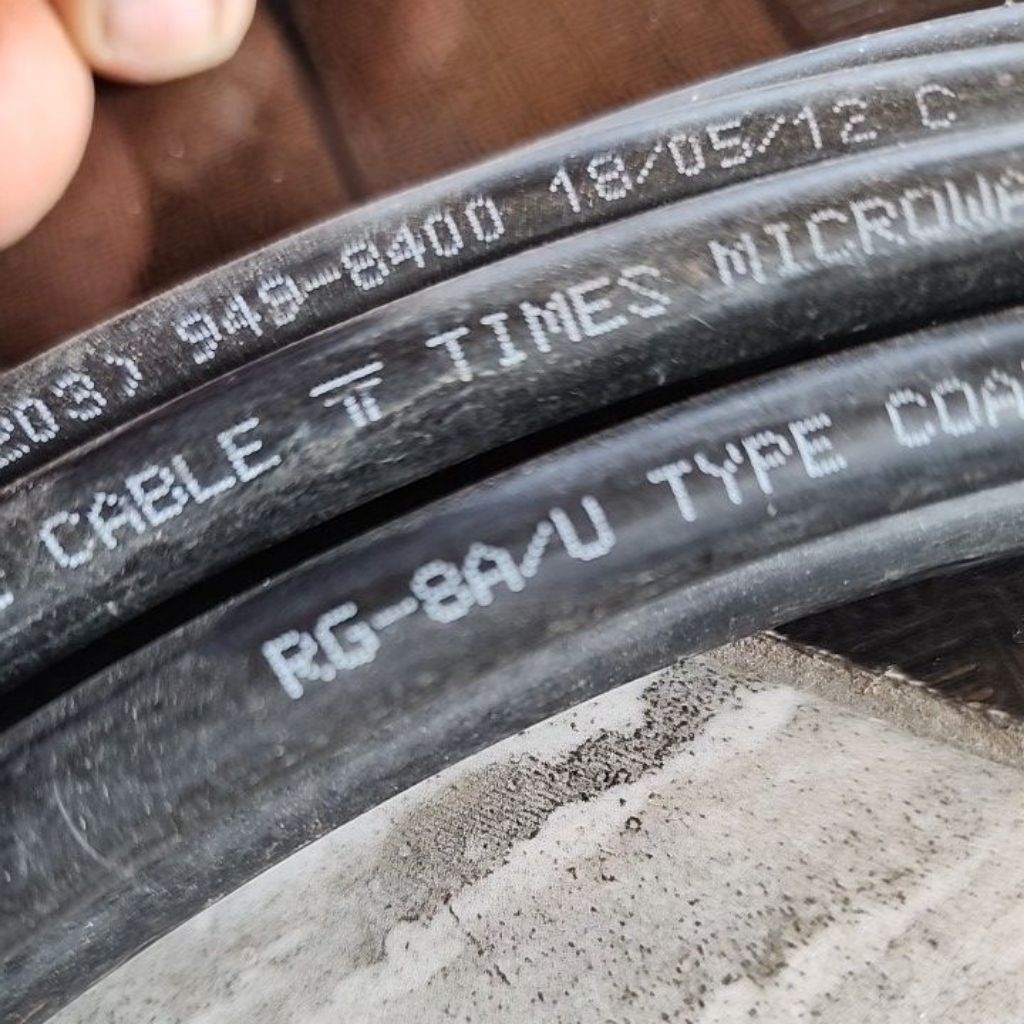 203) 949-8400 18/05/12 C
CABLE TIMES MICROWA
RG-8A/U TYPE COA